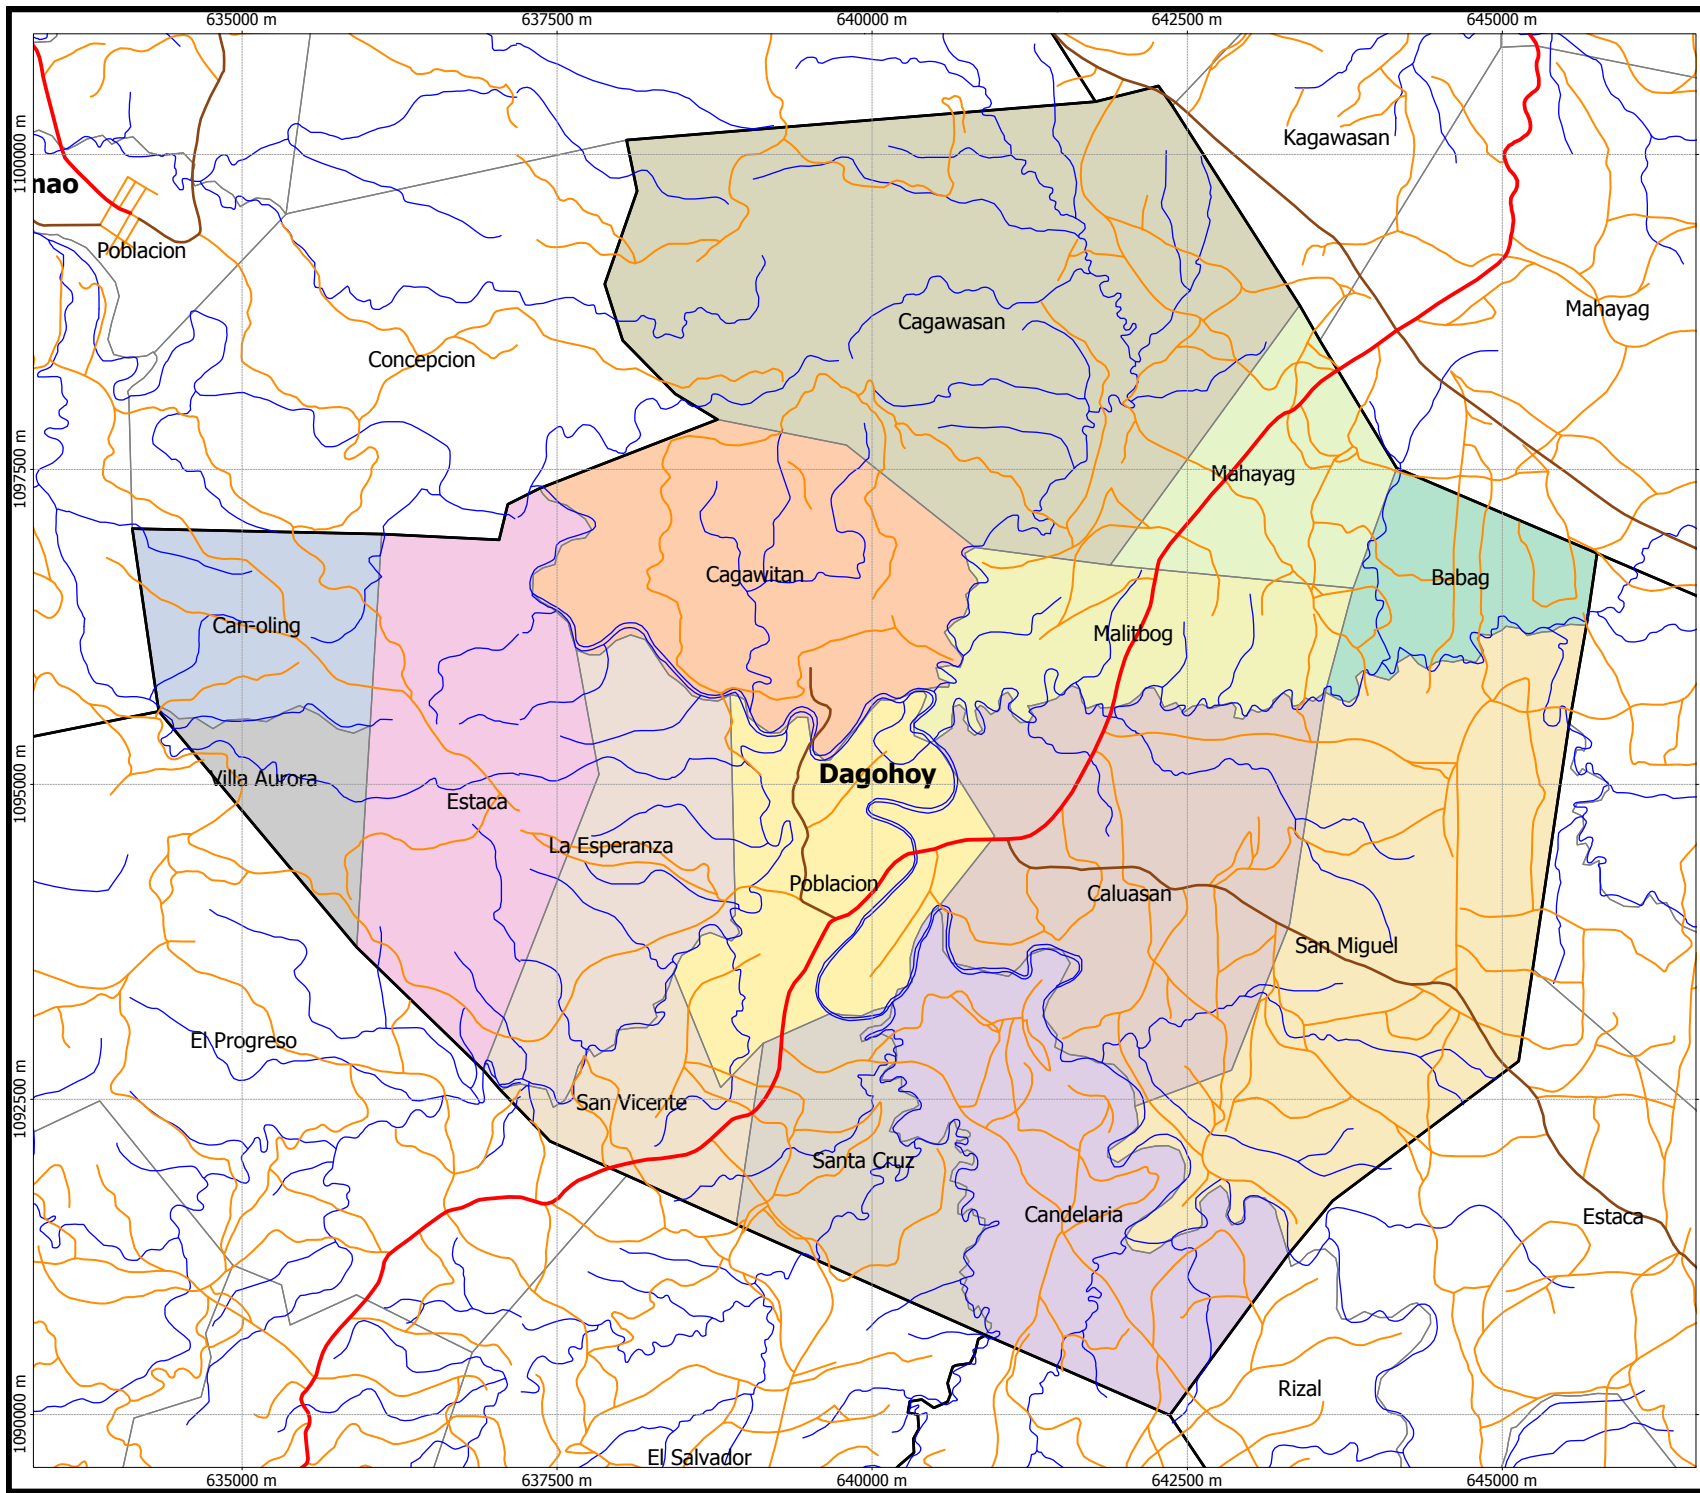 635000 m 637500 m 640000 m 642500 m 645000 m
1100000 m
1097500 m
1095000 m
1092500 m
1090000 m
Kagawasan
nao
Poblacion
Mahayag
Cagawasan
Concepcion
Mahayag
Cagawitan
Babag
Can-oling
Malitbog
Dagohoy
Villa Aurora
Estaca
La Esperanza
Poblacion
Caluasan
San Miguel
El Progreso
San Vicente
Santa Cruz
Candelaria
Estaca
Rizal
El Salvador
635000 m 637500 m 640000 m 642500 m 645000 m